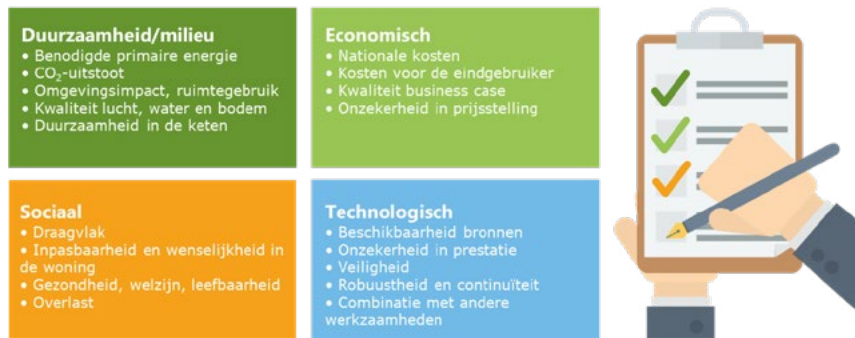 Duurzaamheid/milieu
• Benodigde primaire energie
• CO₂-uitstoot
• Omgevingsimpact, ruimtegebruik
• Kwaliteit lucht, water en bodem
• Duurzaamheid in de keten
Economisch
• Nationale kosten
• Kosten voor de eindgebruiker
• Kwaliteit business case
• Onzekerheid in prijsstelling
Sociaal
• Draagvlak
• Inpasbaarheid en wenselijkheid in
de woning
• Gezondheid, welzijn, leefbaarheid
• Overlast
Technologisch
• Beschikbaarheid bronnen
• Onzekerheid in prestatie
• Veiligheid
• Robuustheid en continuïteit
• Combinatie met andere
werkzaamheden